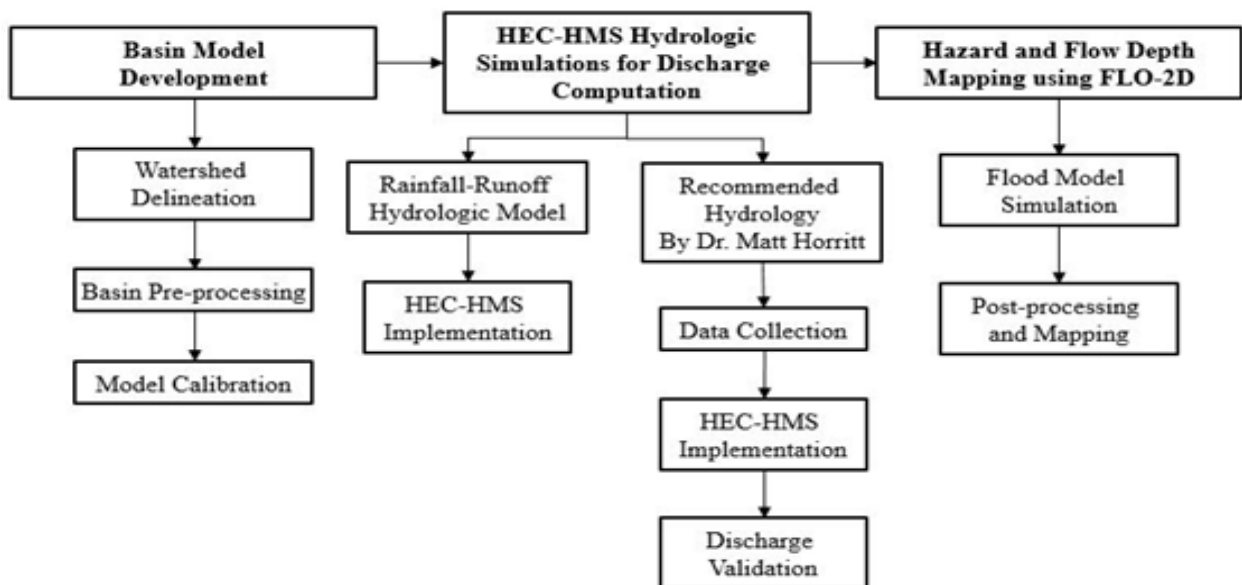 Basin Model
Development
HEC-HMS Hydrologic
Simulations for Discharge
Computation
Hazard and Flow Depth
Mapping using FLO-2D
Watershed
Delineation
Basin Pre-processing
Model Calibration
Rainfall-Runoff
Hydrologic Model
HEC-HMS
Implementation
Recommended
Hydrology
By Dr. Matt Horritt
Data Collection
HEC-HMS
Implementation
Discharge
Validation
Flood Model
Simulation
Post-processing
and Mapping